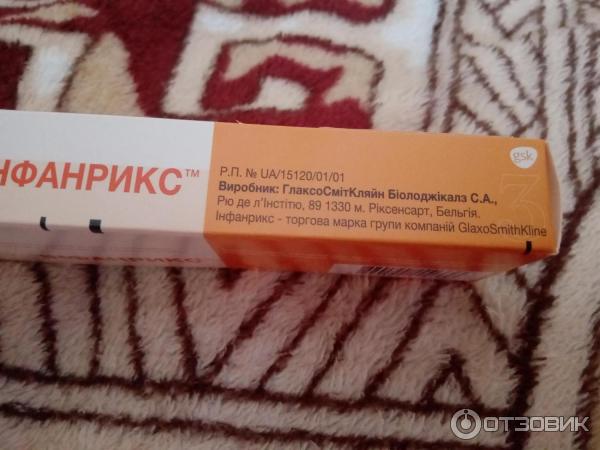 НФАНРИКС™
Р.П. № UA/15120/01/01
Виробник: ГлаксоСмітКляйн Біолоджікалз С.А.,
Рю де л'Інстітю, 89 1330 м. Ріксенсарт, Бельгія.
Інфанрикс - торгова марка групи компаній GlaxoSmithKline
gsk
3
ОТЗОВИК